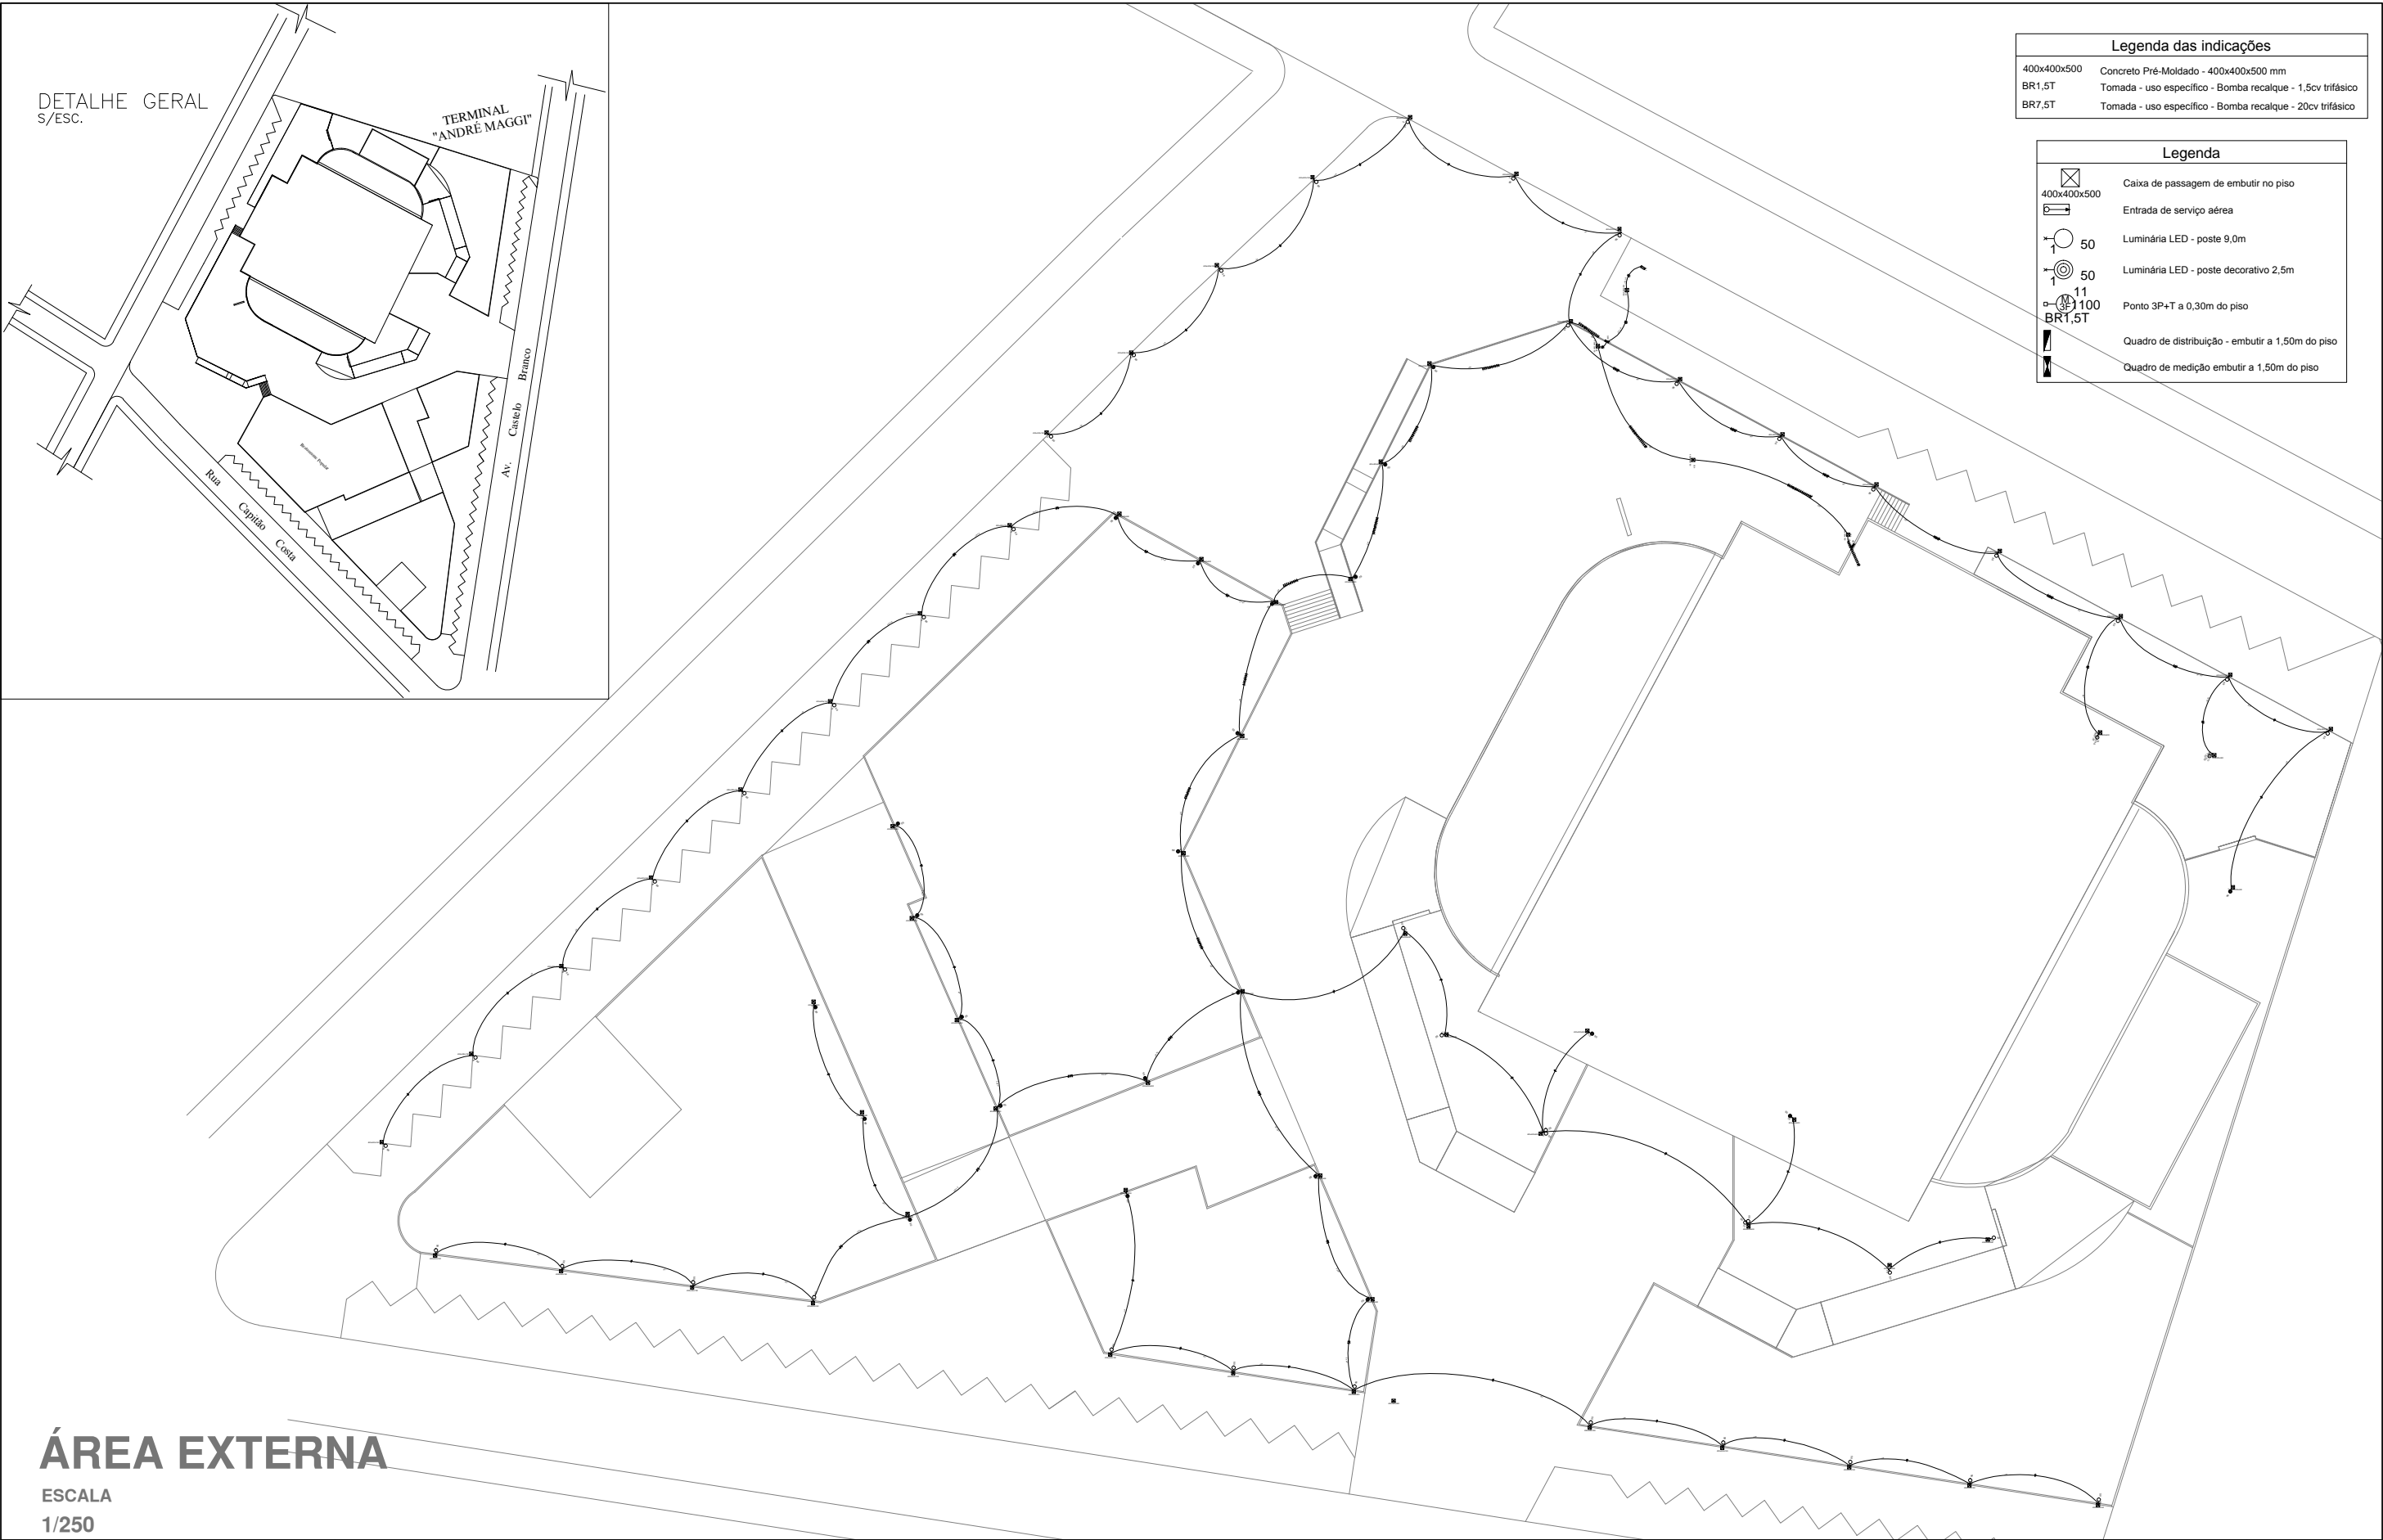 DETALHE GERAL
S/ESC.
TERMINAL
"ANDRÉ MAGGI"
Av. Castelo Branco
Restaurante Popular
Rua Capitão Costa
Legenda das indicações
400x400x500 Concreto Pré-Moldado - 400x400x500 mm
BR1,5T Tomada - uso específico - Bomba recalque - 1,5cv trifásico
BR7,5T Tomada - uso específico - Bomba recalque - 20cv trifásico
Legenda
400x400x500 Caixa de passagem de embutir no piso
Entrada de serviço aérea
1 50 Luminária LED - poste 9,0m
1 50 Luminária LED - poste decorativo 2,5m
11
M 3F 1100 Ponto 3P+T a 0,30m do piso
BR1,5T
Quadro de distribuição - embutir a 1,50m do piso
Quadro de medição embutir a 1,50m do piso
ÁREA EXTERNA
ESCALA
1/250